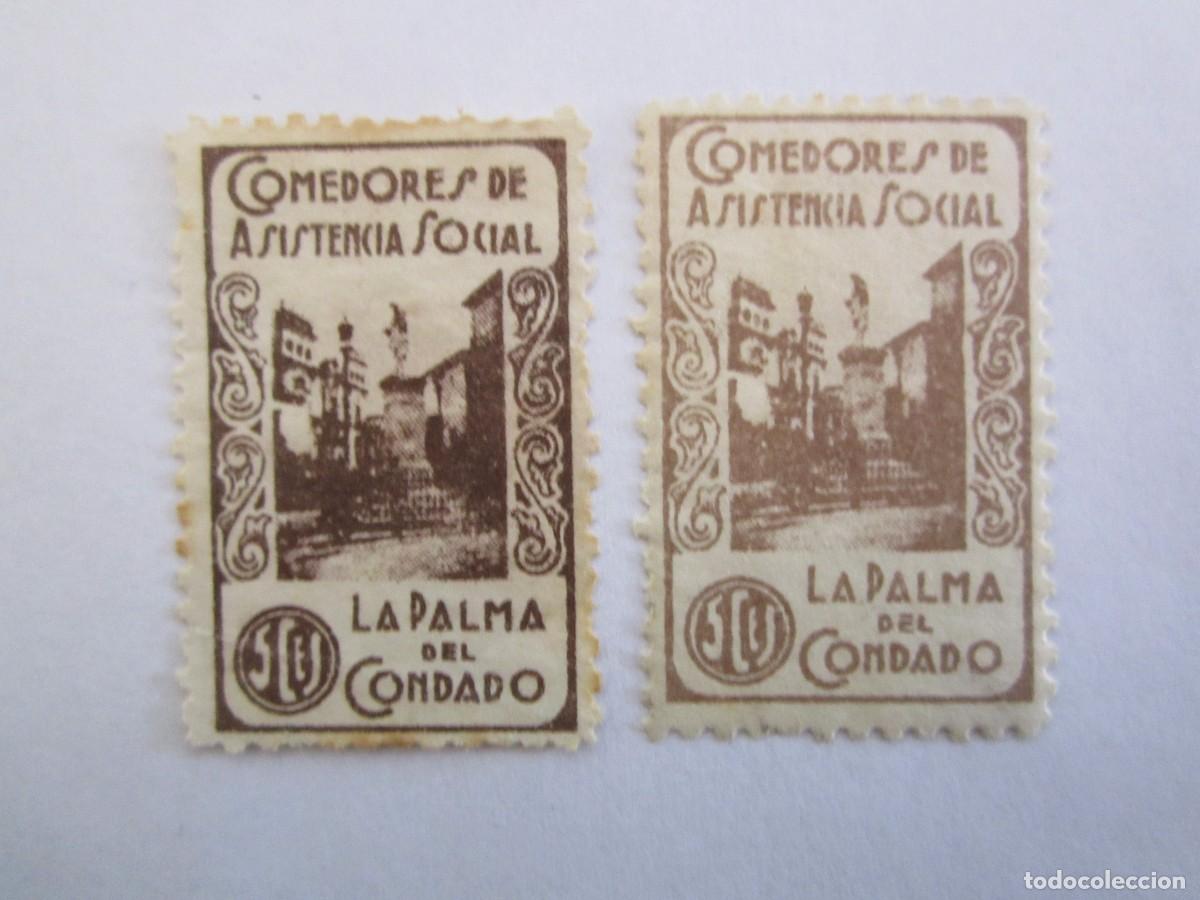 COMEDORES DE
ASISTENCIA SOCIAL
5 CTS
LA PALMA
DEL
CONDADO
COMEDORES DE
ASISTENCIA SOCIAL
5 CTS
LA PALMA
DEL
CONDADO
todocoleccion